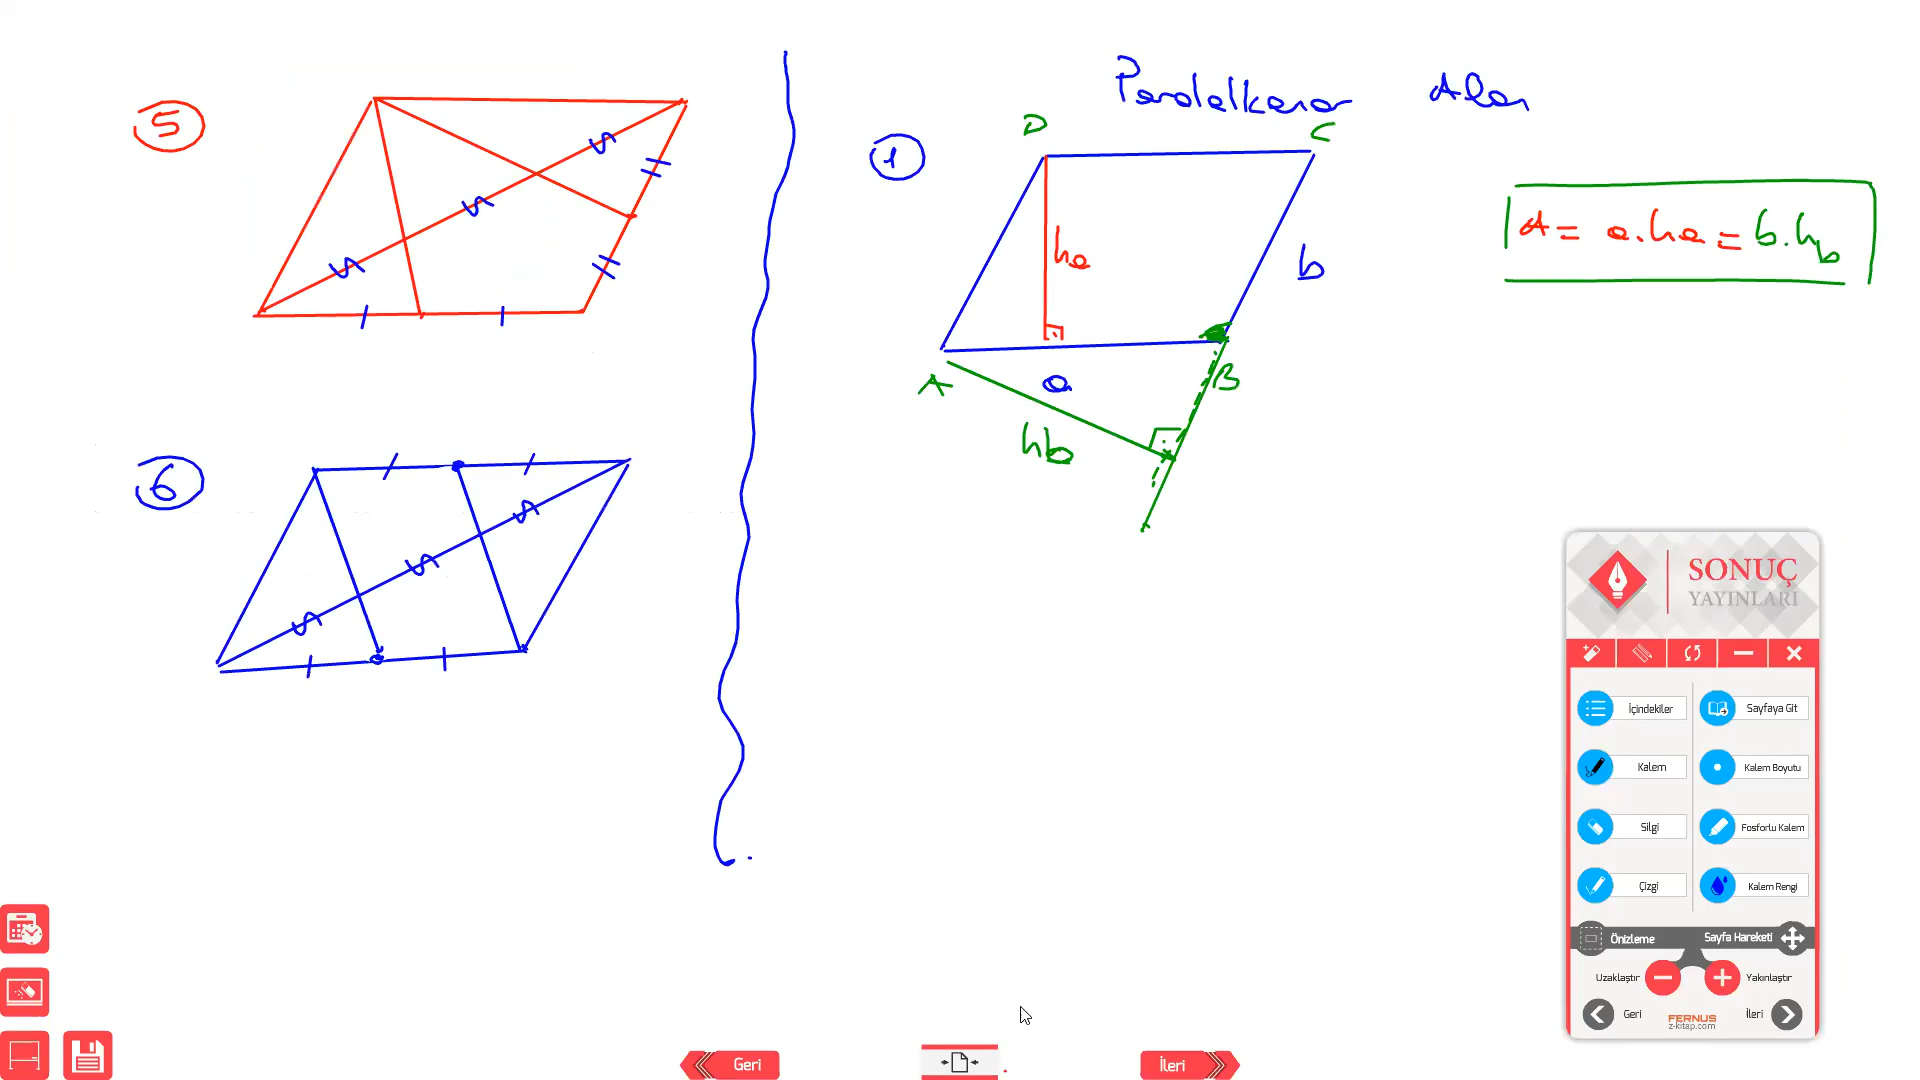 5
6
Paralelkenar Alan
1
D
C
ha
b
A
a
B
hb
A = a.ha = b.hb
SONUÇ
YAYINLARI
İçindekiler
Sayfaya Git
Kalem
Kalem Boyutu
Silgi
Fosforlu Kalem
Çizgi
Kalem Rengi
Önizleme
Sayfa Hareketi
Uzaklaştır
Yakınlaştır
Geri
FERNUS
z-kitap.com
İleri
Geri
İleri